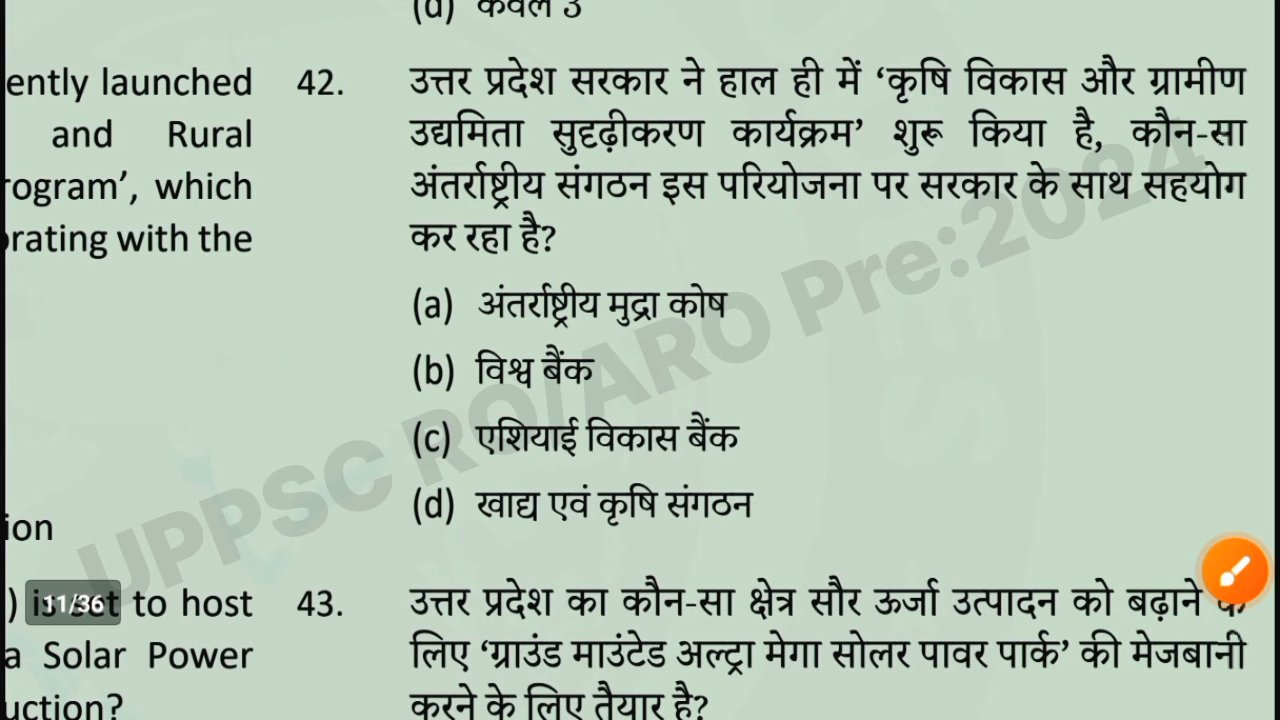 (d) केवल 3
ently launched
and Rural
rogram’, which
orating with the
ion
) is set to host
a Solar Power
uction?
42. उत्तर प्रदेश सरकार ने हाल ही में ‘कृषि विकास और ग्रामीण
उद्यमिता सुदृढ़ीकरण कार्यक्रम’ शुरू किया है, कौन-सा
अंतर्राष्ट्रीय संगठन इस परियोजना पर सरकार के साथ सहयोग
कर रहा है?
(a) अंतर्राष्ट्रीय मुद्रा कोष
(b) विश्व बैंक
(c) एशियाई विकास बैंक
(d) खाद्य एवं कृषि संगठन
43. उत्तर प्रदेश का कौन-सा क्षेत्र सौर ऊर्जा उत्पादन को बढ़ाने के
लिए ‘ग्राउंड माउंटेड अल्ट्रा मेगा सोलर पावर पार्क’ की मेजबानी
करने के लिए तैयार है?
UPPSC RO/ARO Pre:2024
11/36